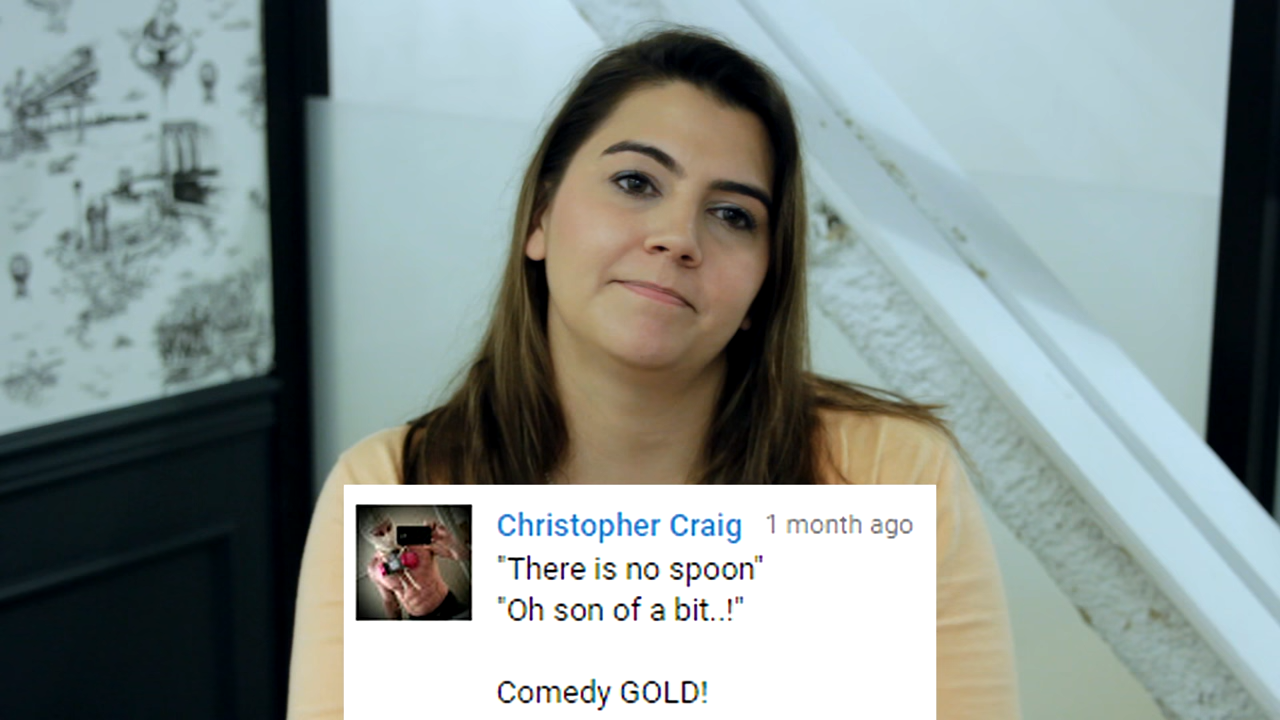 Christopher Craig 1 month ago
"There is no spoon"
"Oh son of a bit..!"
Comedy GOLD!